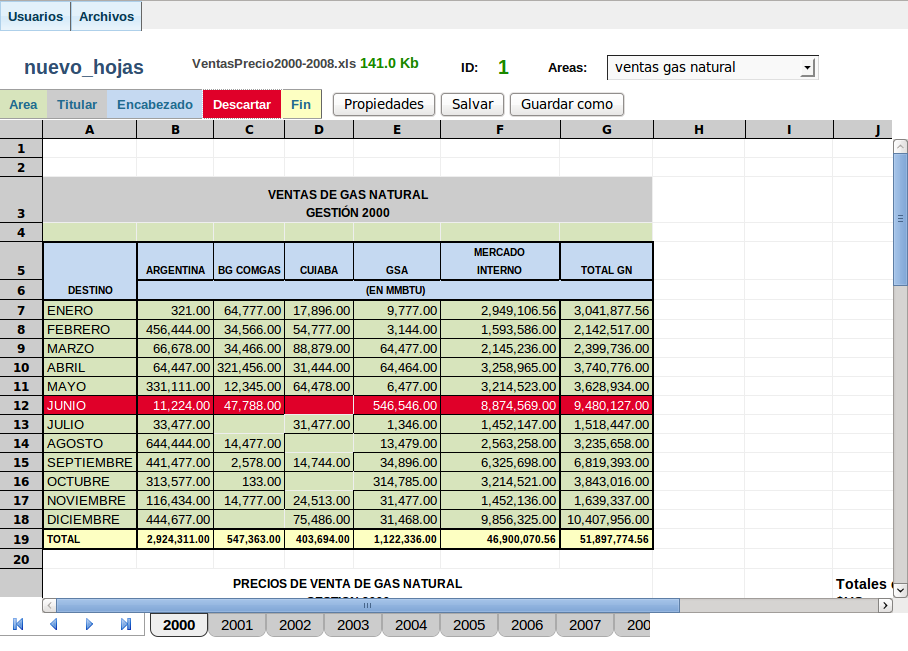 Usuarios Archivos
nuevo_hojas VentasPrecio2000-2008.xls 141.0 Kb ID: 1 Areas: ventas gas natural
Area Titular Encabezado Descartar Fin Propiedades Salvar Guardar como
A B C D E F G H I J
1
2
VENTAS DE GAS NATURAL
3 GESTIÓN 2000
4
MERCADO
5 ARGENTINA BG COMGAS CUIABA GSA INTERNO TOTAL GN
6 DESTINO (EN MMBTU)
7 ENERO 321.00 64,777.00 17,896.00 9,777.00 2,949,106.56 3,041,877.56
8 FEBRERO 456,444.00 34,566.00 54,777.00 3,144.00 1,593,586.00 2,142,517.00
9 MARZO 66,678.00 34,466.00 88,879.00 64,477.00 2,145,236.00 2,399,736.00
10 ABRIL 64,447.00 321,456.00 31,444.00 64,464.00 3,258,965.00 3,740,776.00
11 MAYO 331,111.00 12,345.00 64,478.00 6,477.00 3,214,523.00 3,628,934.00
12 JUNIO 11,224.00 47,788.00 546,546.00 8,874,569.00 9,480,127.00
13 JULIO 33,477.00 31,477.00 1,346.00 1,452,147.00 1,518,447.00
14 AGOSTO 644,444.00 14,477.00 13,479.00 2,563,258.00 3,235,658.00
15 SEPTIEMBRE 441,477.00 2,578.00 14,744.00 34,896.00 6,325,698.00 6,819,393.00
16 OCTUBRE 313,577.00 133.00 314,785.00 3,214,521.00 3,843,016.00
17 NOVIEMBRE 116,434.00 14,777.00 24,513.00 31,477.00 1,452,136.00 1,639,337.00
18 DICIEMBRE 444,677.00 75,486.00 31,468.00 9,856,325.00 10,407,956.00
19 TOTAL 2,924,311.00 547,363.00 403,694.00 1,122,336.00 46,900,070.56 51,897,774.56
20
PRECIOS DE VENTA DE GAS NATURAL Totales
2000 2001 2002 2003 2004 2005 2006 2007 200